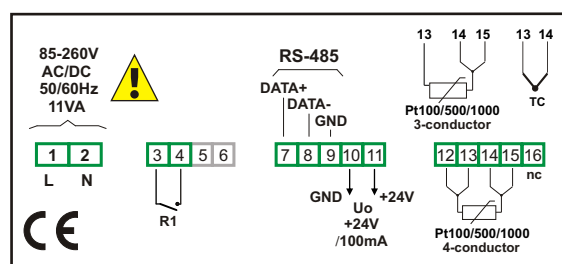 85-260V
AC/DC
50/60Hz
11VA
1 2
L N
3 4 5 6
R1
RS-485
DATA+
DATA-
GND
7 8 9 10 11
GND +24V
Uo
+24V
/100mA
13 14 15
Pt100/500/1000
3-conductor
13 14
TC
12 13 14 15 16
nc
Pt100/500/1000
4-conductor
CE